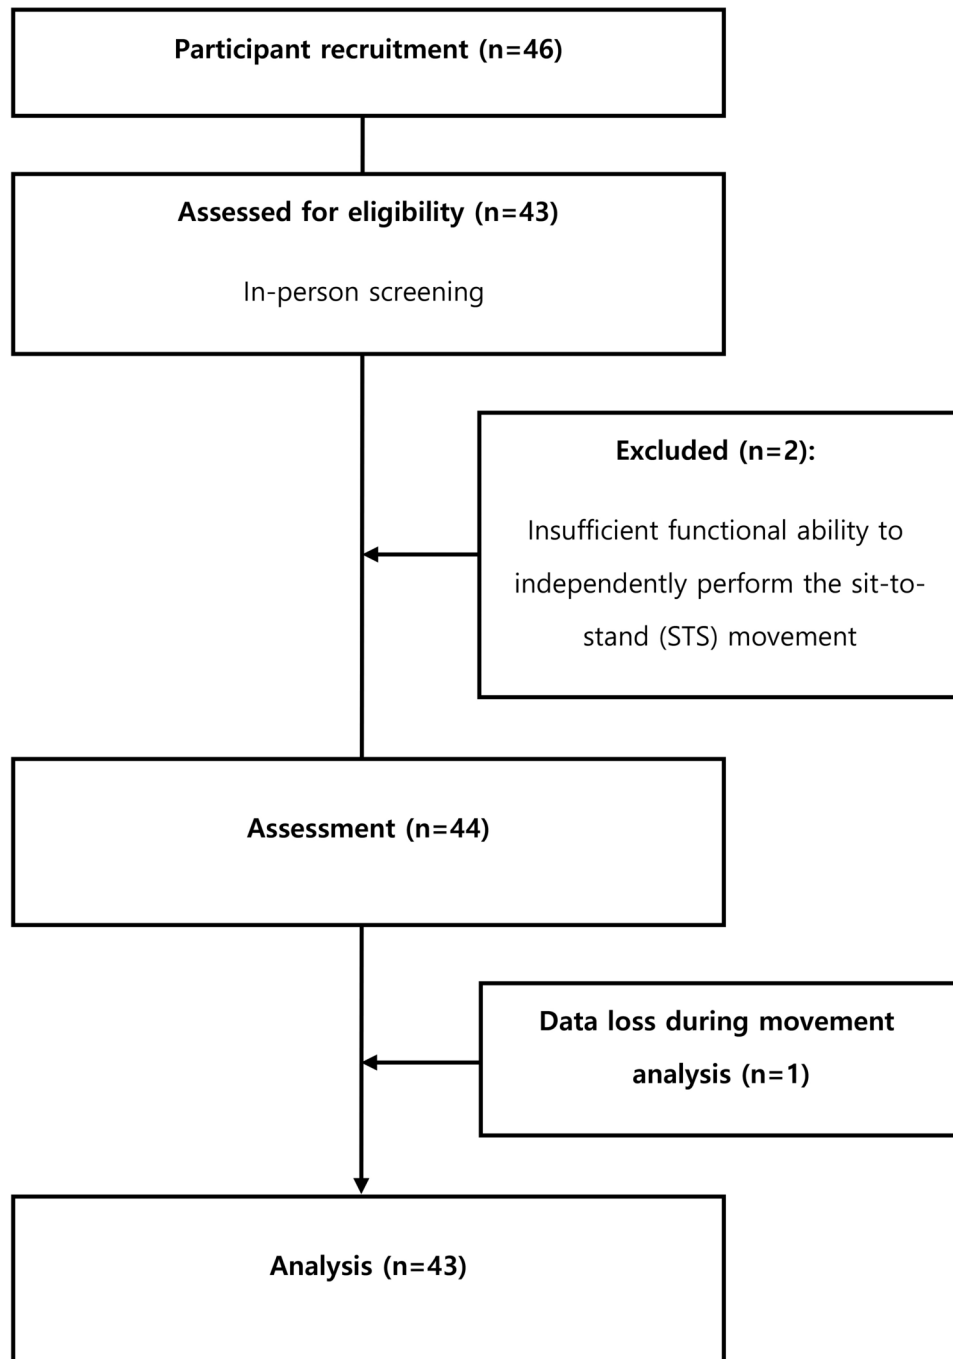 Participant recruitment (n=46)
Assessed for eligibility (n=43)
In-person screening
Excluded (n=2):
Insufficient functional ability to
independently perform the sit-to-
stand (STS) movement
Assessment (n=44)
Data loss during movement
analysis (n=1)
Analysis (n=43)